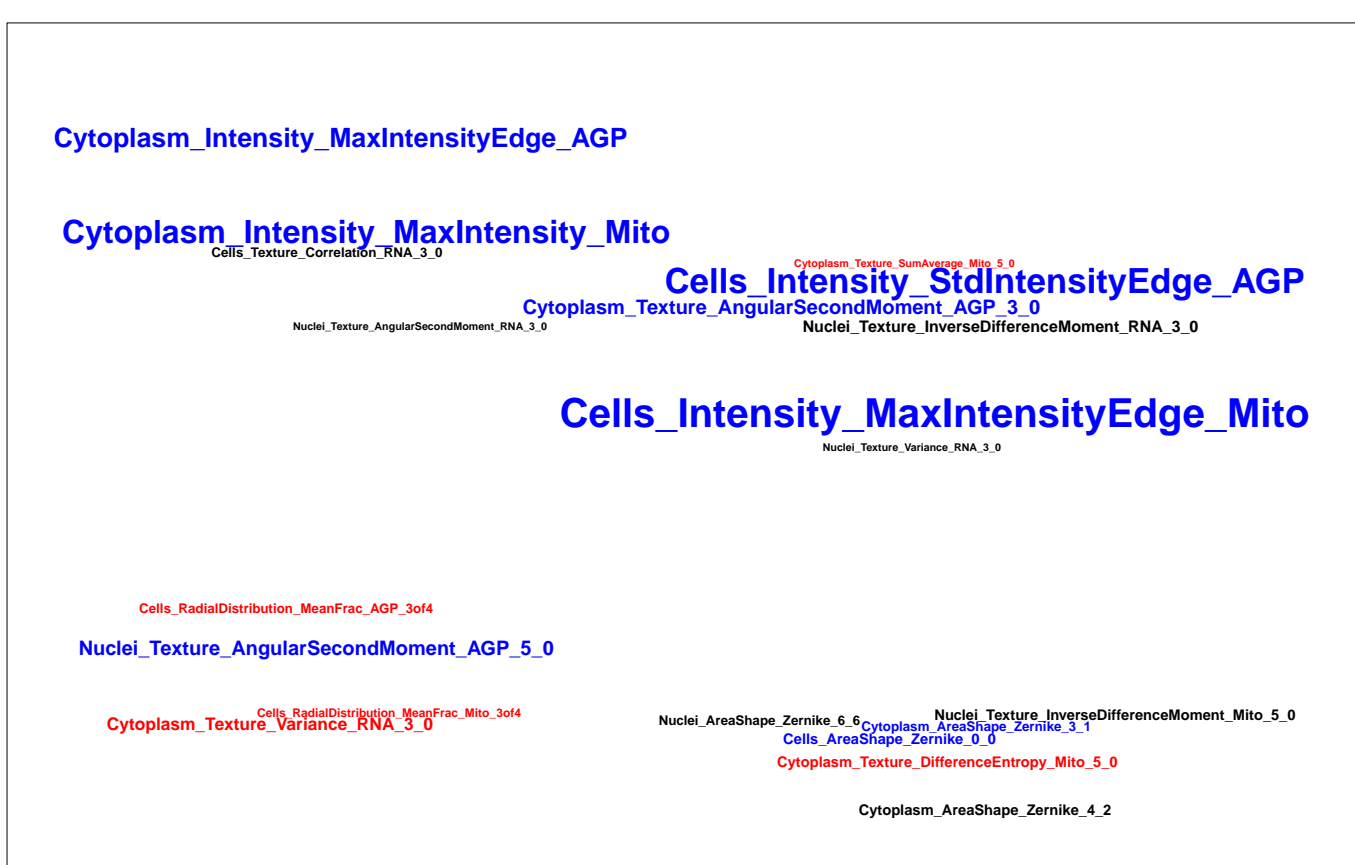 Cytoplasm_Intensity_MaxIntensityEdge_AGP
Cytoplasm_Intensity_MaxIntensity_Mito
Cells_Texture_Correlation_RNA_3_0
Cytoplasm_Texture_SumAverage_Mito_5_0
Cells_Intensity_StdIntensityEdge_AGP
Cytoplasm_Texture_AngularSecondMoment_AGP_3_0
Nuclei_Texture_AngularSecondMoment_RNA_3_0
Nuclei_Texture_InverseDifferenceMoment_RNA_3_0
Cells_Intensity_MaxIntensityEdge_Mito
Nuclei_Texture_Variance_RNA_3_0
Cells_RadialDistribution_MeanFrac_AGP_3of4
Nuclei_Texture_AngularSecondMoment_AGP_5_0
Cells_RadialDistribution_MeanFrac_Mito_3of4
Cytoplasm_Texture_Variance_RNA_3_0
Nuclei_AreaShape_Zernike_6_6
Nuclei_Texture_InverseDifferenceMoment_Mito_5_0
Cytoplasm_AreaShape_Zernike_3_1
Cells_AreaShape_Zernike_0_0
Cytoplasm_Texture_DifferenceEntropy_Mito_5_0
Cytoplasm_AreaShape_Zernike_4_2